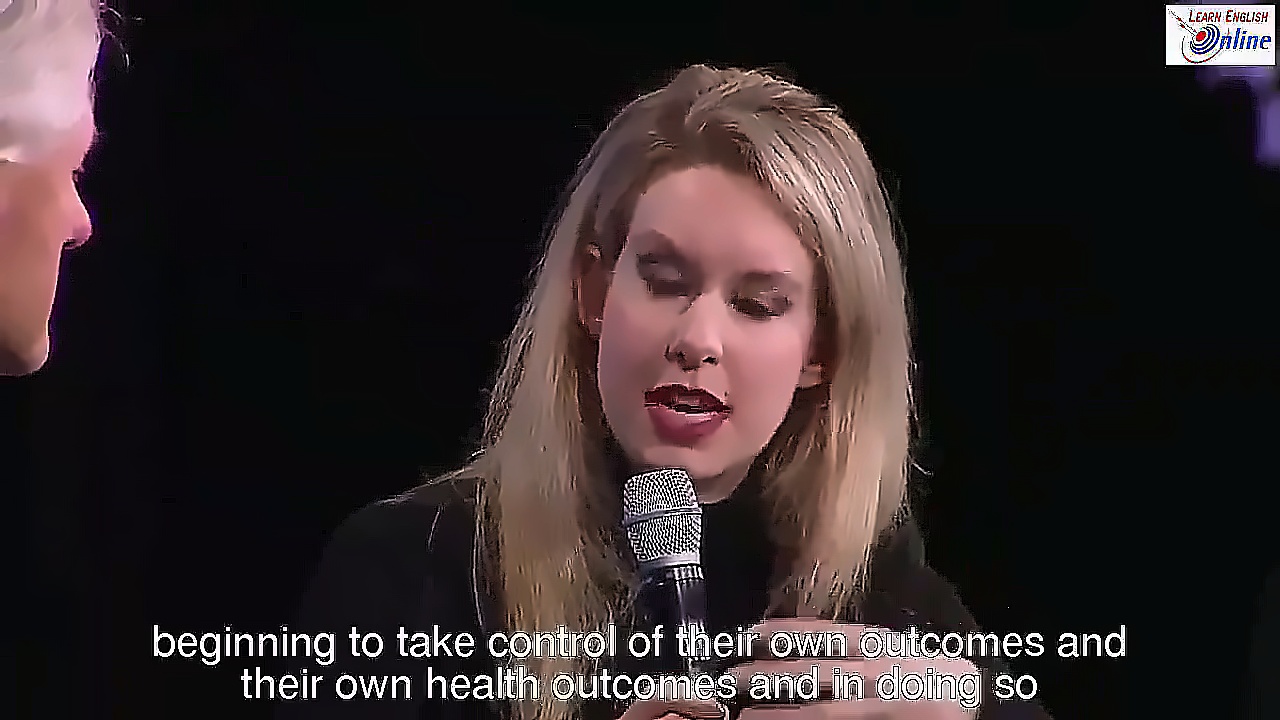 LEARN ENGLISH
Online
beginning to take control of their own outcomes and
their own health outcomes and in doing so